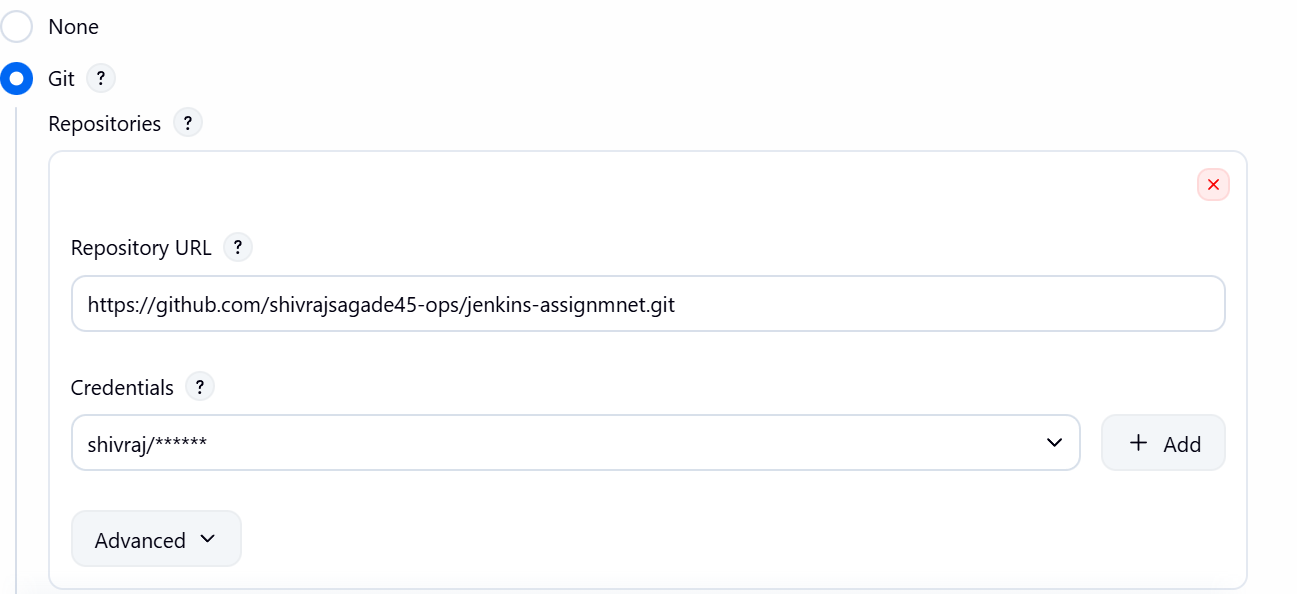 None
Git ?
Repositories ?
Repository URL ?
https://github.com/shivrajsagade45-ops/jenkins-assignmnet.git
Credentials ?
shivraj/******
+ Add
Advanced